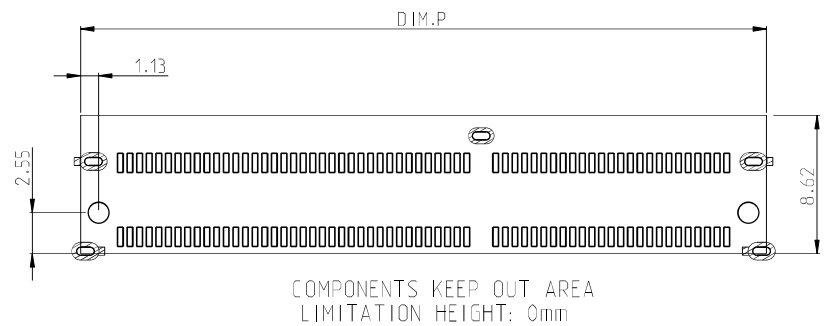 DIM.P
1.13
2.55
8.62
COMPONENTS KEEP OUT AREA
LIMITATION HEIGHT: 0mm